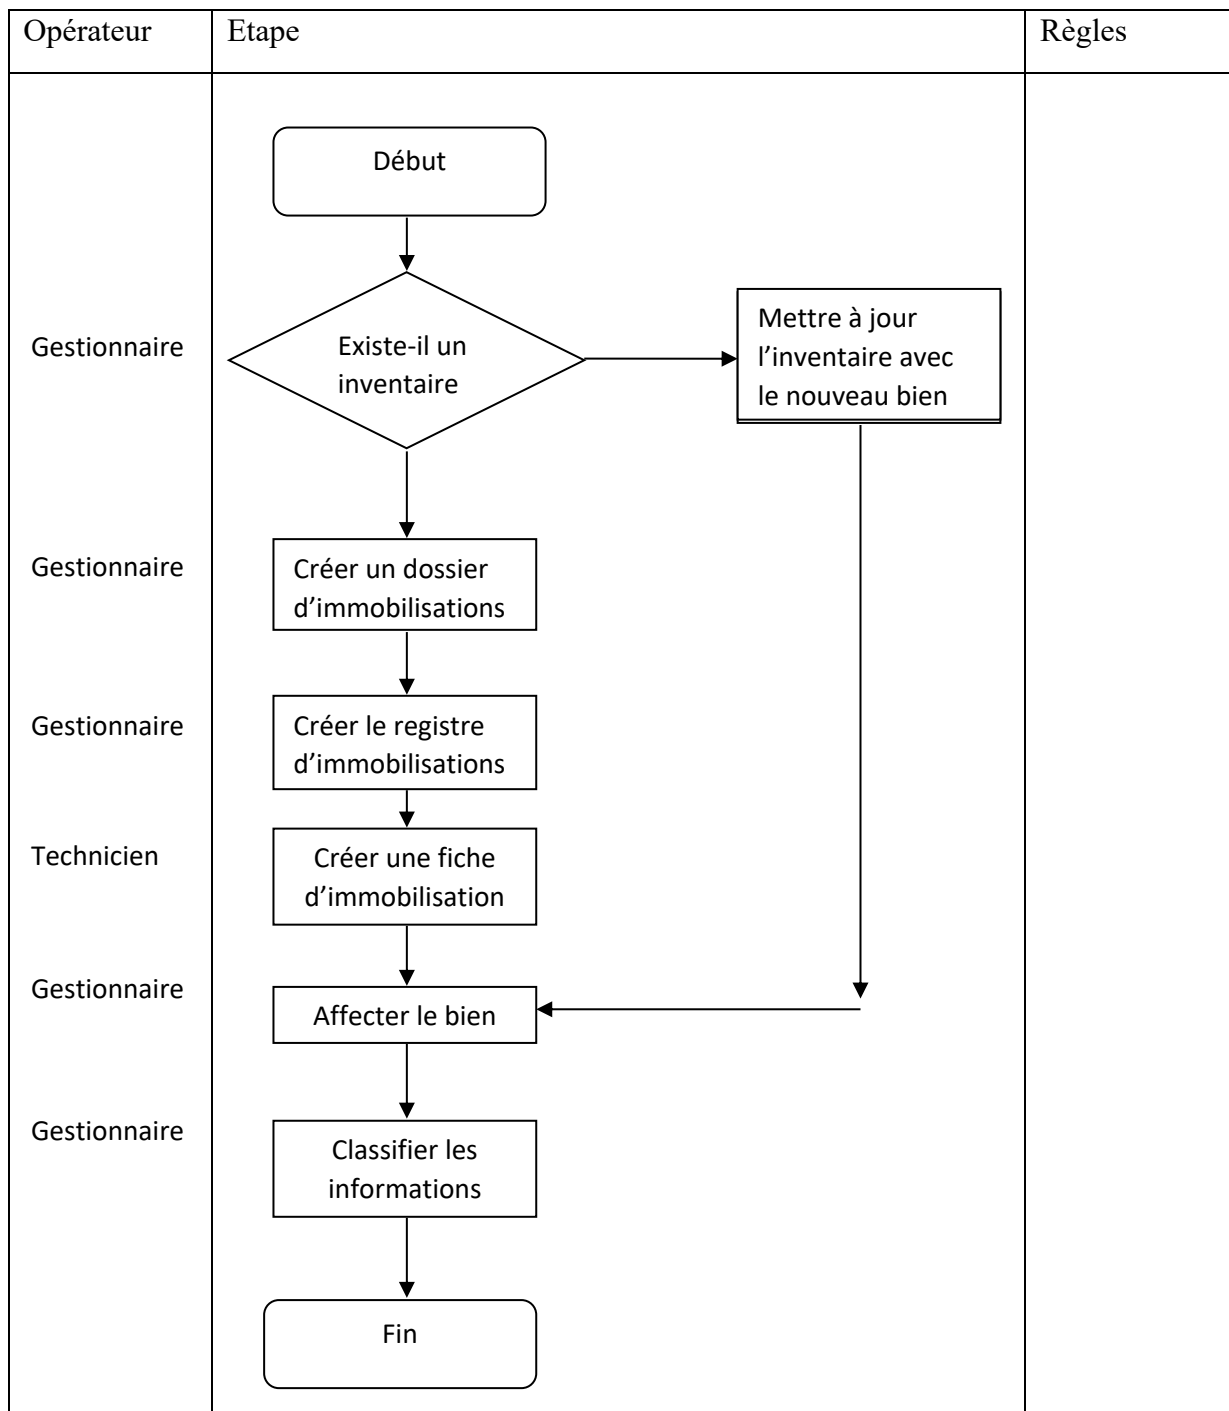 Opérateur
Etape
Règles
Début
Gestionnaire
Existe-il un
inventaire
Mettre à jour
l’inventaire avec
le nouveau bien
Gestionnaire
Créer un dossier
d’immobilisations
Gestionnaire
Créer le registre
d’immobilisations
Technicien
Créer une fiche
d’immobilisation
Gestionnaire
Affecter le bien
Gestionnaire
Classifier les
informations
Fin